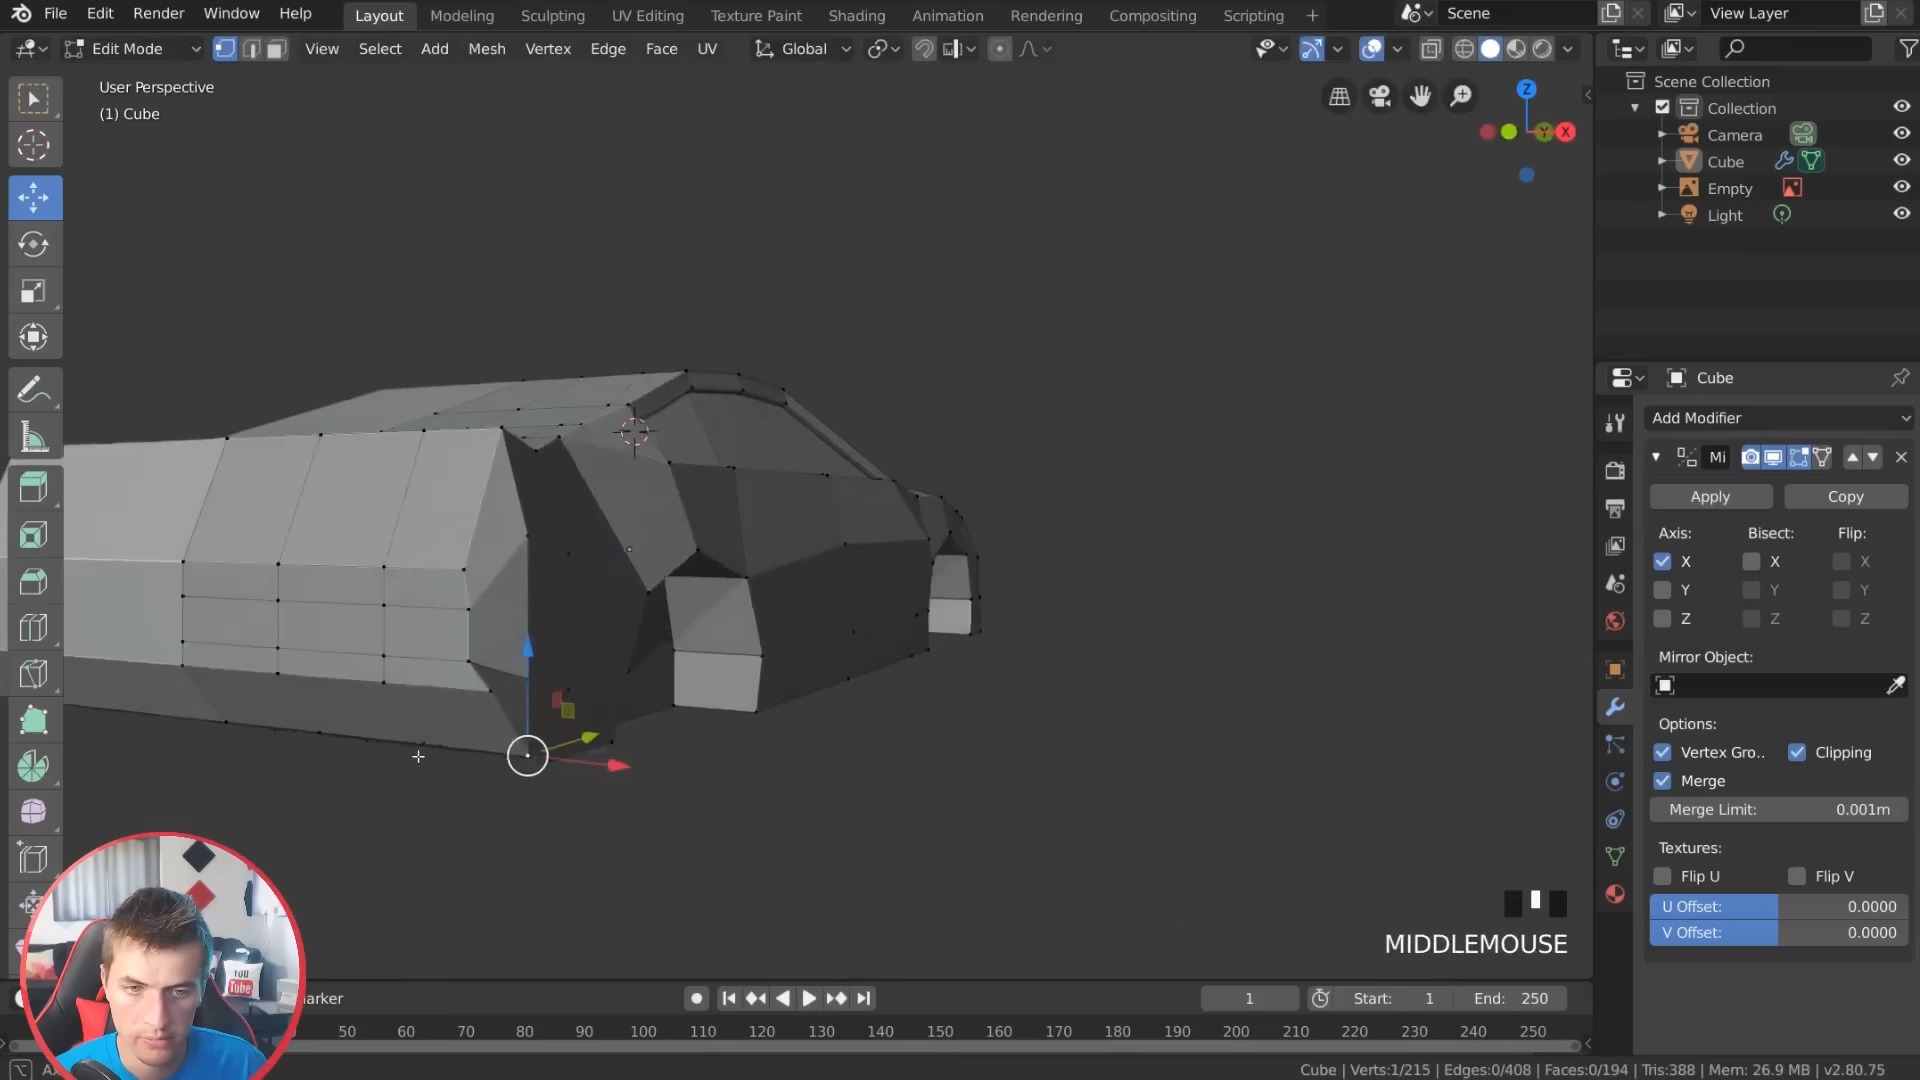 File Edit Render Window Help Layout Modeling Sculpting UV Editing Texture Paint Shading Animation Rendering Compositing Scripting + Scene View Layer
Edit Mode View Select Add Mesh Vertex Edge Face UV Global
User Perspective
(1) Cube
Z
Y X
Scene Collection
Collection
Camera
Cube
Empty
Light
Cube
Add Modifier
Mi
Apply Copy
Axis: Bisect: Flip:
X X X
Y Y Y
Z Z Z
Mirror Object:
Options:
Vertex Gro.. Clipping
Merge
Merge Limit: 0.001m
Textures:
Flip U Flip V
U Offset: 0.0000
V Offset: 0.0000
MIDDLEMOUSE
You
Tube
arker 1 Start: 1 End: 250
50 60 70 80 90 100 110 120 130 140 150 160 170 180 190 200 210 220 230 240 250
Cube | Verts:1/215 | Edges:0/408 | Faces:0/194 | Tris:388 | Mem: 26.9 MB | v2.80.75